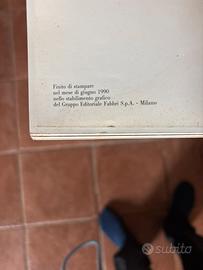 Finito di stampare
nel mese di giugno 1990
nello stabilimento grafico
del Gruppo Editoriale Fabbri S.p.A. - Milano
subito